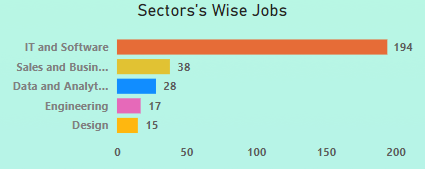 Sectors's Wise Jobs
IT and Software 194
Sales and Busin... 38
Data and Analyt... 28
Engineering 17
Design 15
0 50 100 150 200